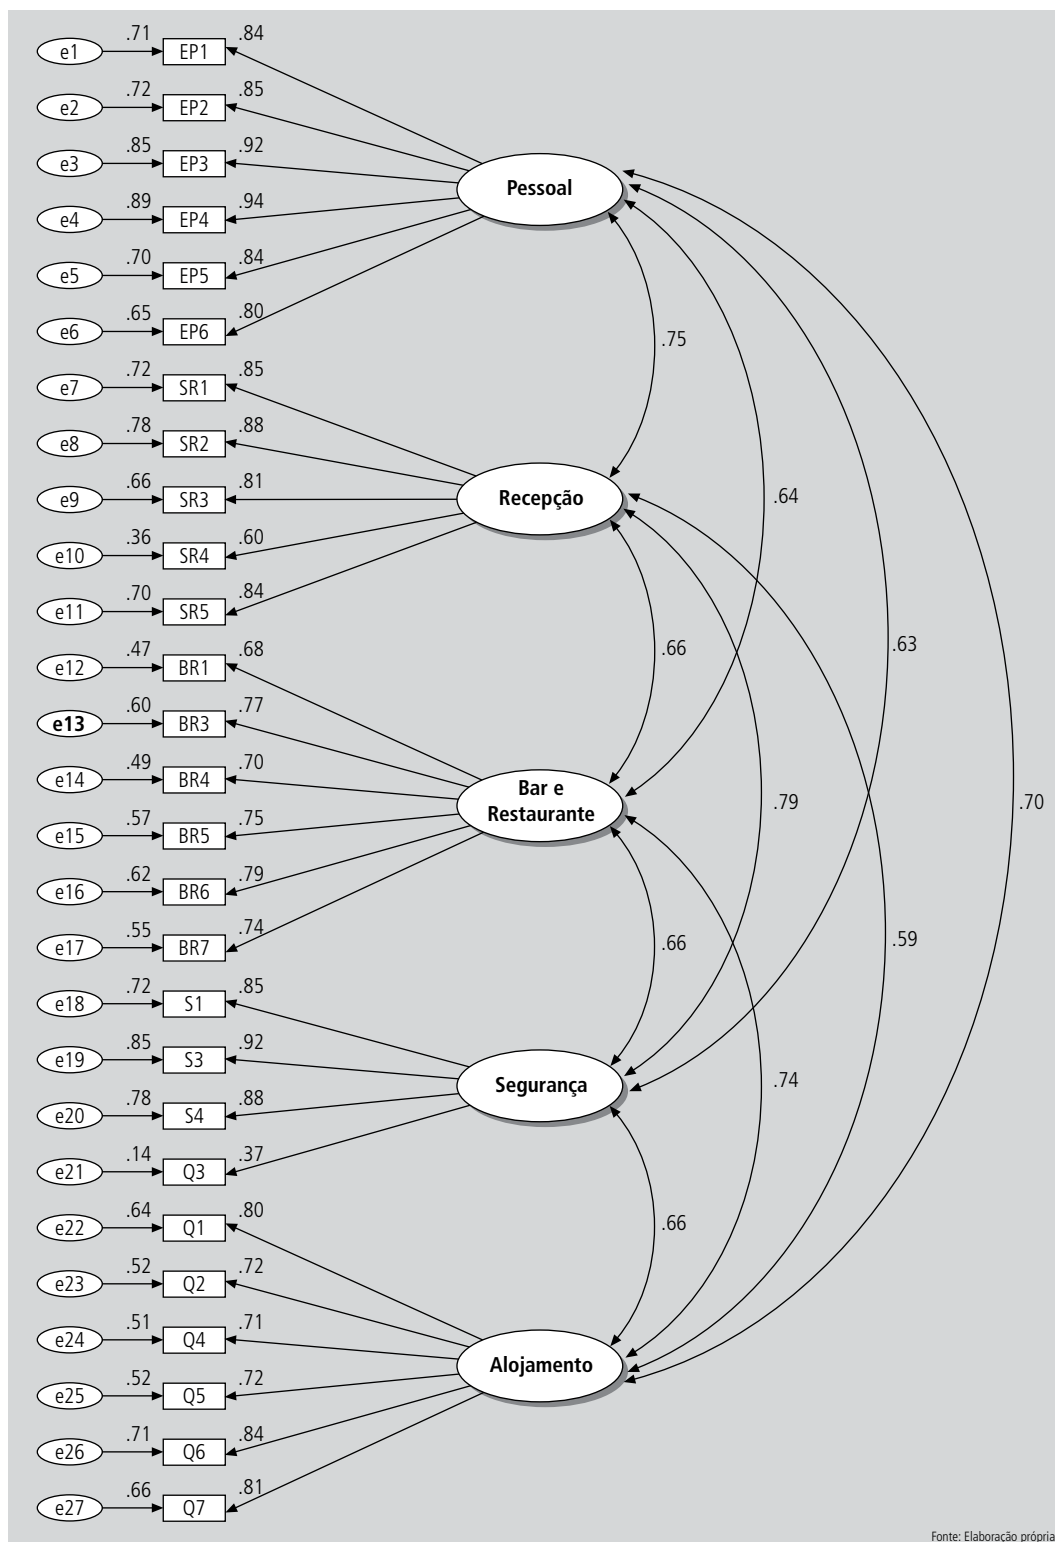 e1 .71 EP1 .84
e2 .72 EP2 .85
e3 .85 EP3 .92
Pessoal
e4 .89 EP4 .94
e5 .70 EP5 .84
e6 .65 EP6 .80
.75
e7 .72 SR1 .85
e8 .78 SR2 .88
e9 .66 SR3 .81
Recepção
.64
e10 .36 SR4 .60
e11 .70 SR5 .84
.66
.63
e12 .47 BR1 .68
e13 .60 BR3 .77
e14 .49 BR4 .70
Bar e
Restaurante
.79
.70
e15 .57 BR5 .75
e16 .62 BR6 .79
e17 .55 BR7 .74
.66
.59
e18 .72 S1 .85
e19 .85 S3 .92
Segurança
.74
e20 .78 S4 .88
e21 .14 Q3 .37
.66
e22 .64 Q1 .80
e23 .52 Q2 .72
e24 .51 Q4 .71
Alojamento
e25 .52 Q5 .72
e26 .71 Q6 .84
e27 .66 Q7 .81
Fonte: Elaboração própria